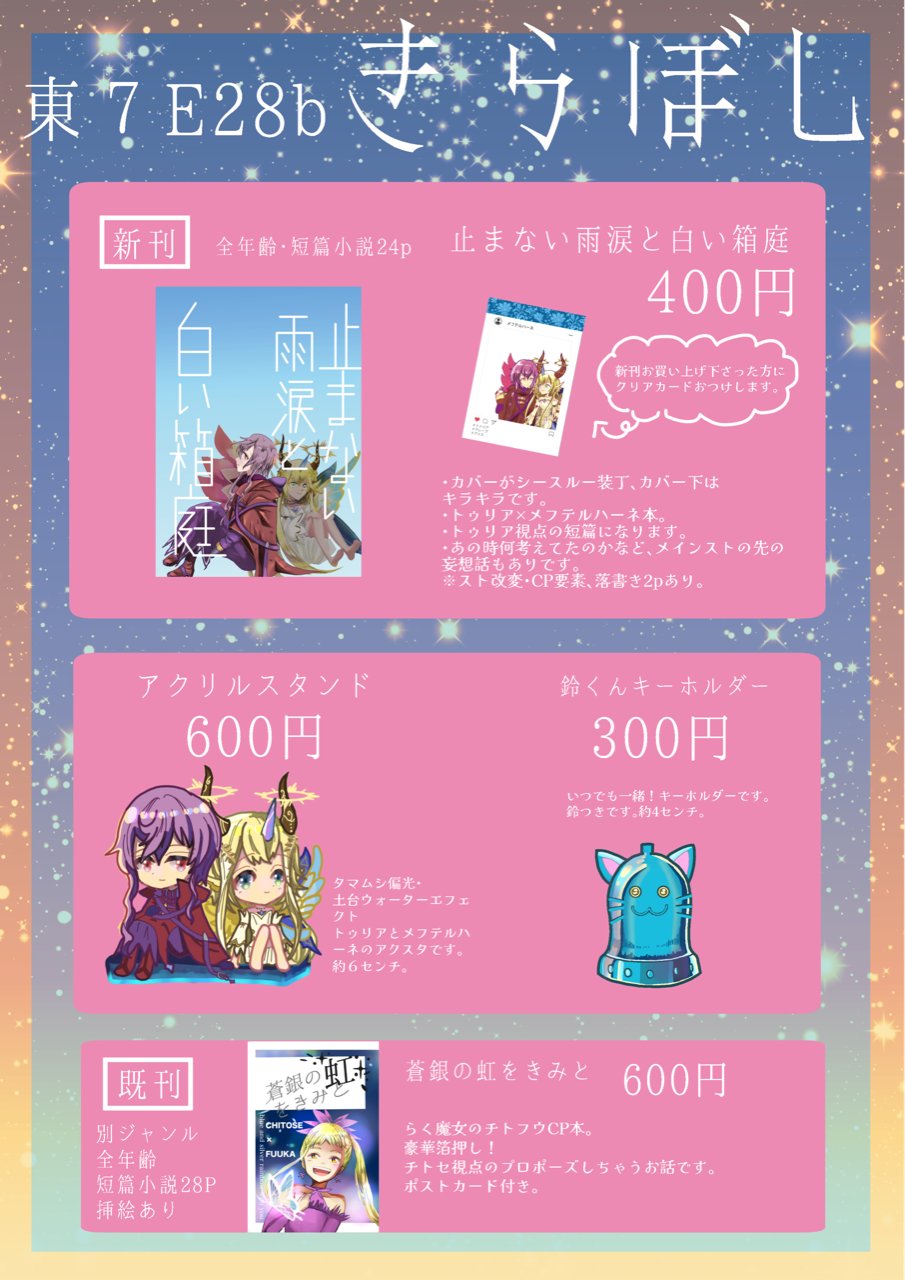 東7 E28b きらぼし
新刊
全年齢・短篇小説24p
止まない雨涙と白い箱庭
400円
止まない
雨涙と
白い箱庭
メフテルハーネ
新刊お買い上げ下さった方に
クリアカードおつけします。
・カバーがシースルー装丁、カバー下は
キラキラです。
・トゥリア×メフテルハーネ本。
・トゥリア視点の短篇になります。
・あの時何考えてたのかなど、メインストの先の
妄想話もありです。
※スト改変・CP要素、落書き2pあり。
アクリルスタンド
600円
タマムシ偏光・
土台ウォーターエフェ
クト
トゥリアとメフテルハ
ーネのアクスタです。
約６センチ。
鈴くんキーホルダー
300円
いつでも一緒！キーホルダーです。
鈴つきです。約4センチ。
既刊
別ジャンル
全年齢
短篇小説28P
挿絵あり
蒼銀の虹
をきみと
CHITOSE
×
FUUKA
蒼銀の虹をきみと
600円
らく魔女のチトフウCP本。
豪華箔押し！
チトセ視点のプロポーズしちゃうお話です。
ポストカード付き。